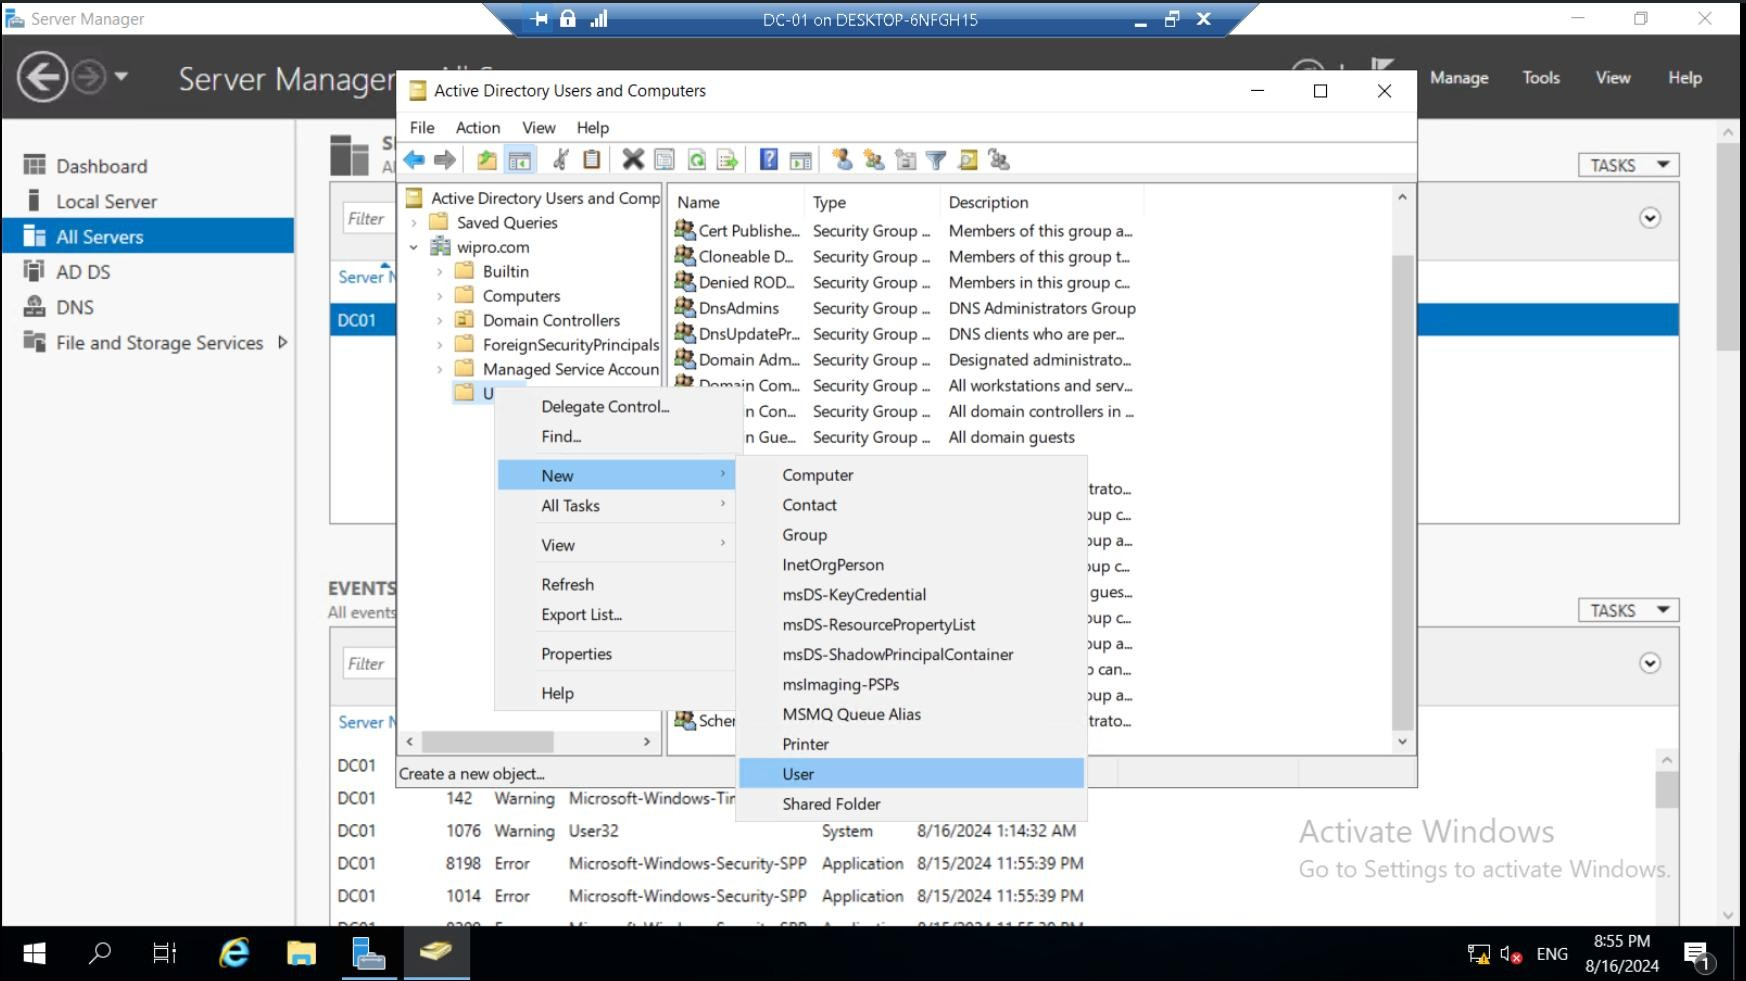 Server Manager
DC-01 on DESKTOP-6NFGH15
Server Manager
Manage
Tools
View
Help
Dashboard
Local Server
All Servers
AD DS
DNS
File and Storage Services
TASKS
Filter
Server N
DC01
Active Directory Users and Computers
File
Action
View
Help
Active Directory Users and Comp
Saved Queries
wipro.com
Builtin
Computers
Domain Controllers
ForeignSecurityPrincipals
Managed Service Accoun
U
Name Type Description
Cert Publishe... Security Group ... Members of this group a...
Cloneable D... Security Group ... Members of this group t...
Denied ROD... Security Group ... Members in this group c...
DnsAdmins Security Group ... DNS Administrators Group
DnsUpdatePr... Security Group ... DNS clients who are per...
Domain Adm... Security Group ... Designated administrato...
Domain Com... Security Group ... All workstations and serv...
n Con... Security Group ... All domain controllers in ...
n Gue... Security Group ... All domain guests
trato...
oup c...
oup a...
oup c...
gues...
oup c...
oup a...
o can...
oup a...
Scher
trato...
Delegate Control...
Find...
New
All Tasks
View
Refresh
Export List...
Properties
Help
Computer
Contact
Group
InetOrgPerson
msDS-KeyCredential
msDS-ResourcePropertyList
msDS-ShadowPrincipalContainer
msImaging-PSPs
MSMQ Queue Alias
Printer
User
Shared Folder
Create a new object...
EVENTS
All events
TASKS
Filter
Server N
DC01
DC01 142 Warning Microsoft-Windows-Tim
DC01 1076 Warning User32 System 8/16/2024 1:14:32 AM
DC01 8198 Error Microsoft-Windows-Security-SPP Application 8/15/2024 11:55:39 PM
DC01 1014 Error Microsoft-Windows-Security-SPP Application 8/15/2024 11:55:39 PM
Activate Windows
Go to Settings to activate Windows.
ENG
8:55 PM
8/16/2024
1